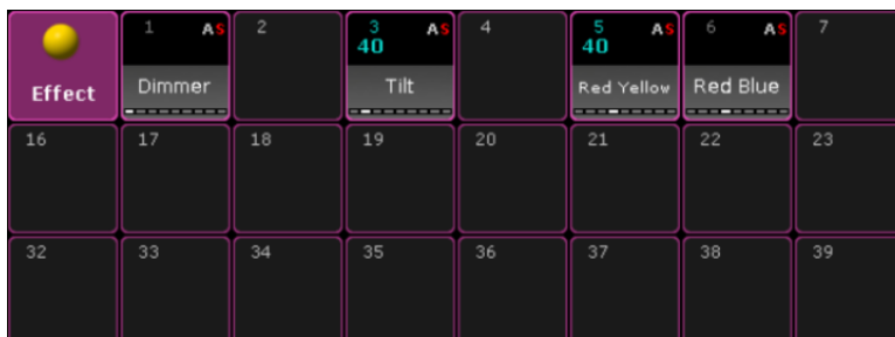 Effect
1 AS
Dimmer
2
3 AS
40
Tilt
4
5 AS
40
Red Yellow
6 AS
Red Blue
7
16 17 18 19 20 21 22 23
32 33 34 35 36 37 38 39